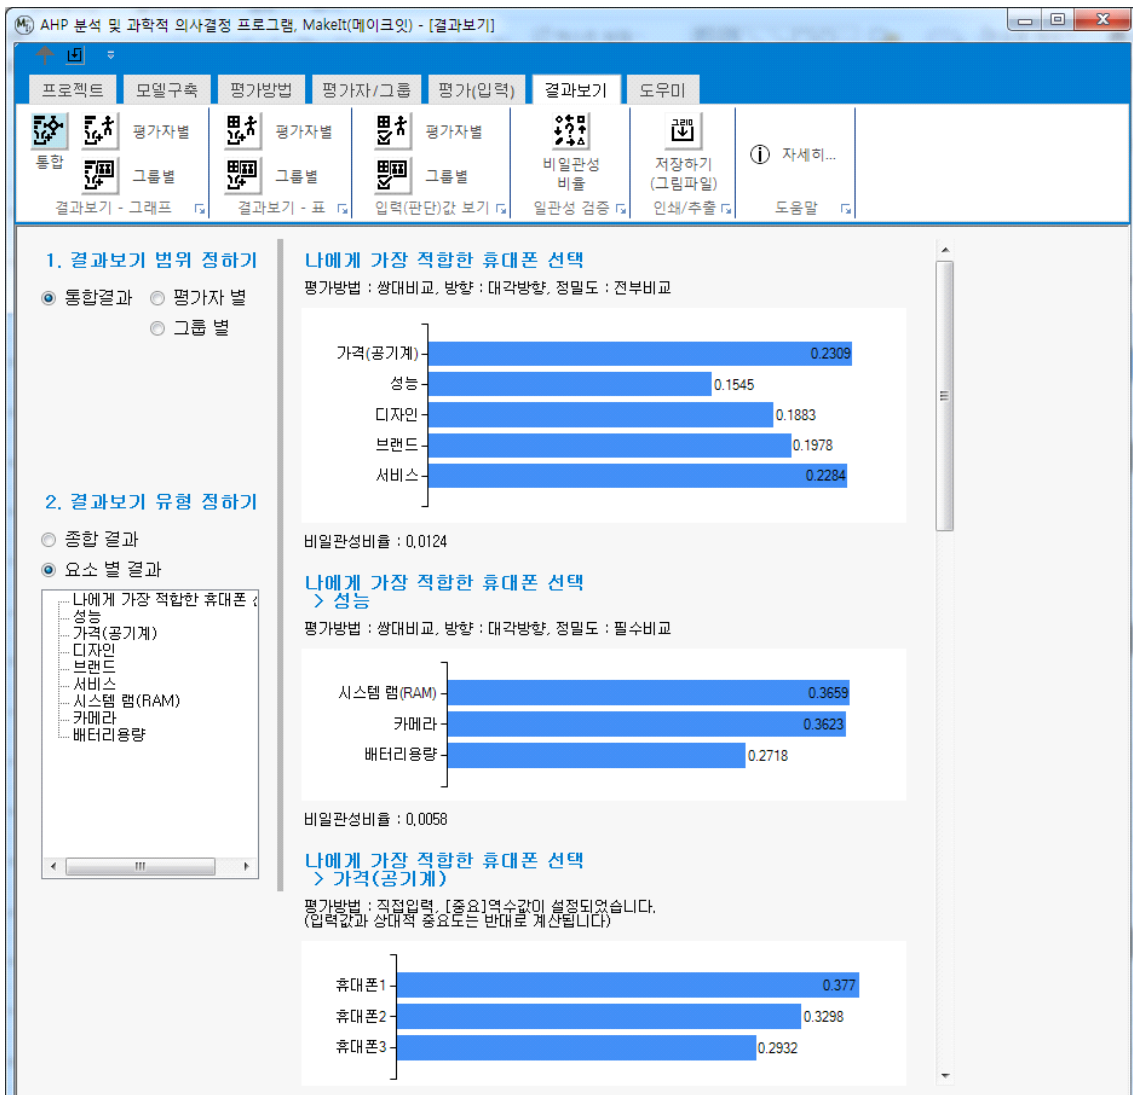 AHP 분석 및 과학적 의사결정 프로그램, MakeIt(메이크잇) - [결과보기]
프로젝트 모델구축 평가방법 평가자/그룹 평가(입력) 결과보기 도우미
통합 평가자별 그룹별 평가자별 그룹별 평가자별 그룹별 비일관성 비율 저장하기 (그림파일) 자세히...
결과보기 - 그래프 결과보기 - 표 입력(판단)값 보기 일관성 검증 인쇄/추출 도움말
1. 결과보기 범위 정하기
통합결과 평가자 별
그룹 별
2. 결과보기 유형 정하기
종합 결과
요소 별 결과
나에게 가장 적합한 휴대폰
성능
가격(공기계)
디자인
브랜드
서비스
시스템 램(RAM)
카메라
배터리용량
나에게 가장 적합한 휴대폰 선택
평가방법 : 쌍대비교, 방향 : 대각방향, 정밀도 : 전부비교
가격(공기계) 0.2309
성능 0.1545
디자인 0.1883
브랜드 0.1978
서비스 0.2284
비일관성비율 : 0.0124
나에게 가장 적합한 휴대폰 선택
> 성능
평가방법 : 쌍대비교, 방향 : 대각방향, 정밀도 : 필수비교
시스템 램(RAM) 0.3659
카메라 0.3623
배터리용량 0.2718
비일관성비율 : 0.0058
나에게 가장 적합한 휴대폰 선택
> 가격(공기계)
평가방법 : 직접입력, [중요]역수값이 설정되었습니다.
(입력값과 상대적 중요도는 반대로 계산됩니다)
휴대폰1 0.377
휴대폰2 0.3298
휴대폰3 0.2932